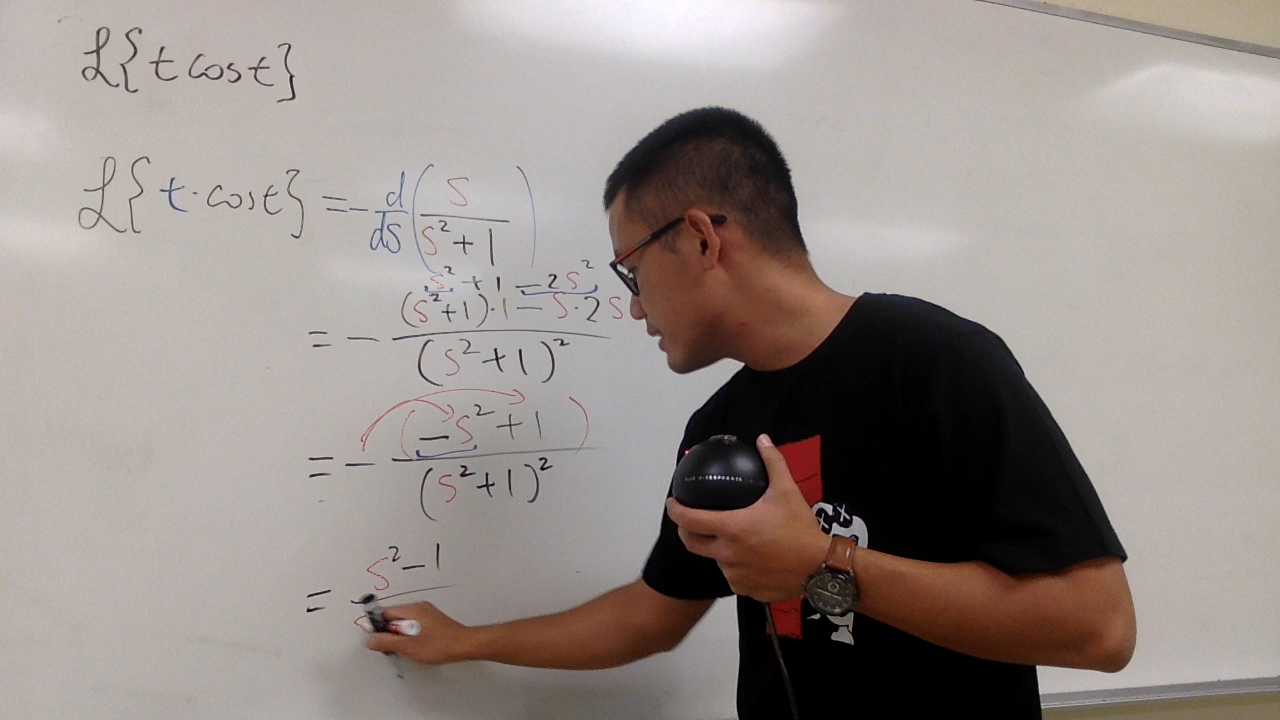 ℒ{t cos t}
ℒ{t·cos t} = -d/ds (s/(s²+1))
s²+1 -2s²
= - ((s²+1)·1 - s·2s)/(s²+1)²
= - (-s²+1)/(s²+1)²
= s²-1